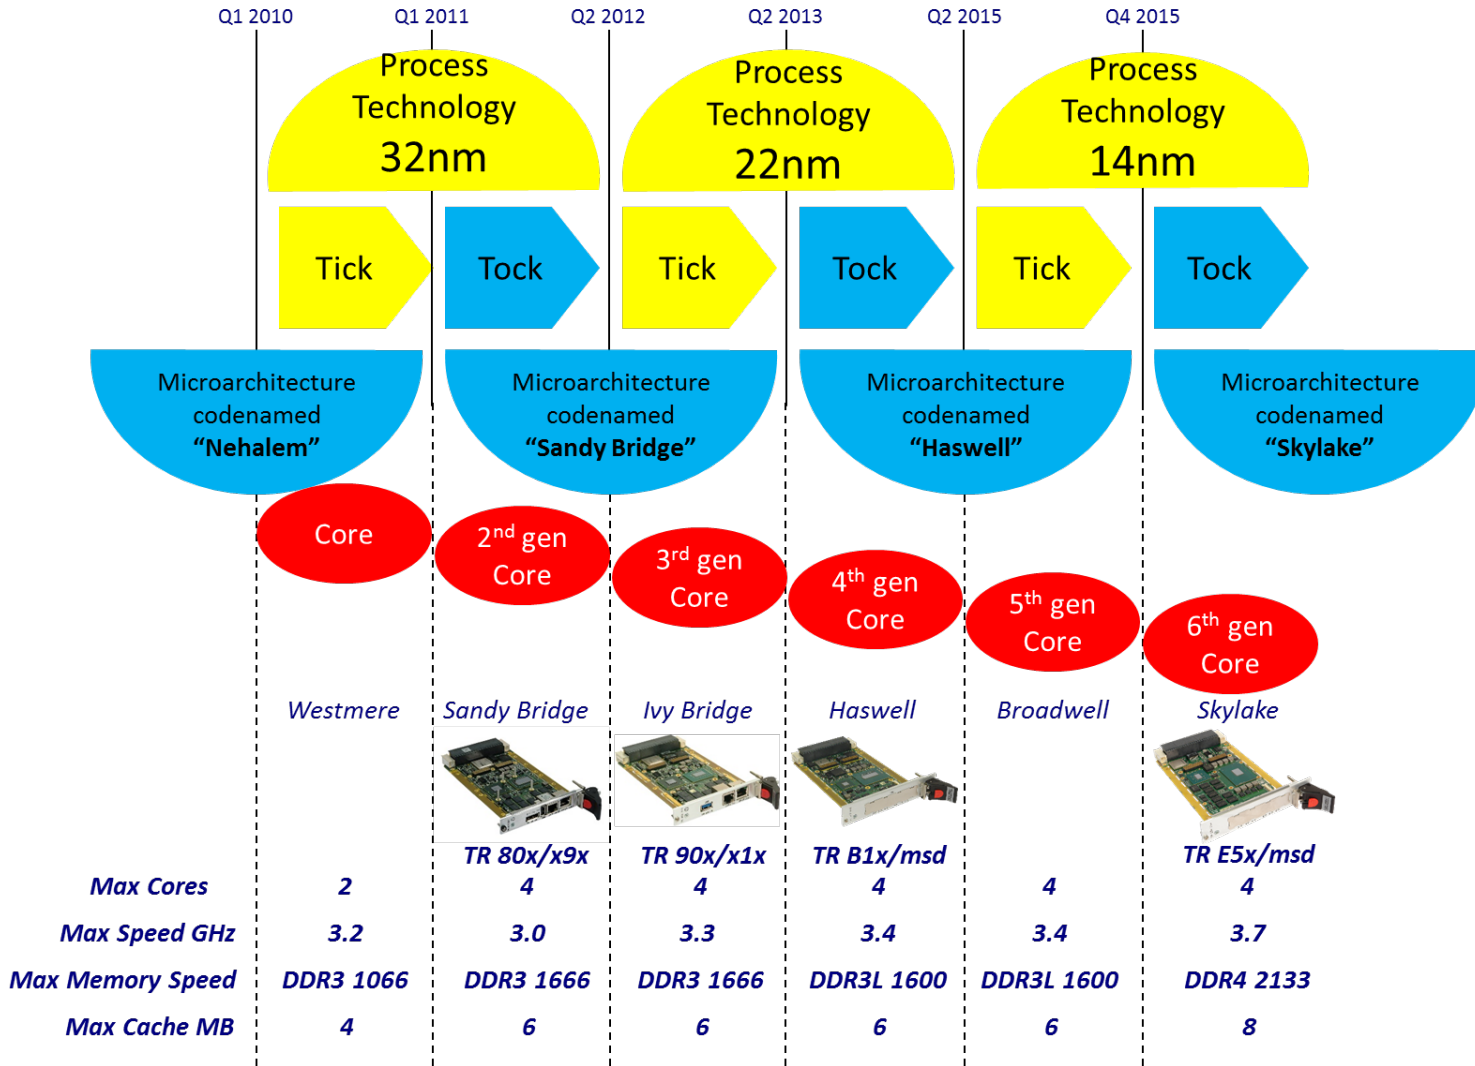 Q1 2010 Q1 2011 Q2 2012 Q2 2013 Q2 2015 Q4 2015
Process
Technology
32nm
Process
Technology
22nm
Process
Technology
14nm
Tick Tock Tick Tock Tick Tock
Microarchitecture
codenamed
“Nehalem”
Microarchitecture
codenamed
“Sandy Bridge”
Microarchitecture
codenamed
“Haswell”
Microarchitecture
codenamed
“Skylake”
Core
2nd gen
Core
3rd gen
Core
4th gen
Core
5th gen
Core
6th gen
Core
Westmere Sandy Bridge Ivy Bridge Haswell Broadwell Skylake
TR 80x/x9x TR 90x/x1x TR B1x/msd TR E5x/msd
Max Cores 2 4 4 4 4 4
Max Speed GHz 3.2 3.0 3.3 3.4 3.4 3.7
Max Memory Speed DDR3 1066 DDR3 1666 DDR3 1666 DDR3L 1600 DDR3L 1600 DDR4 2133
Max Cache MB 4 6 6 6 6 8